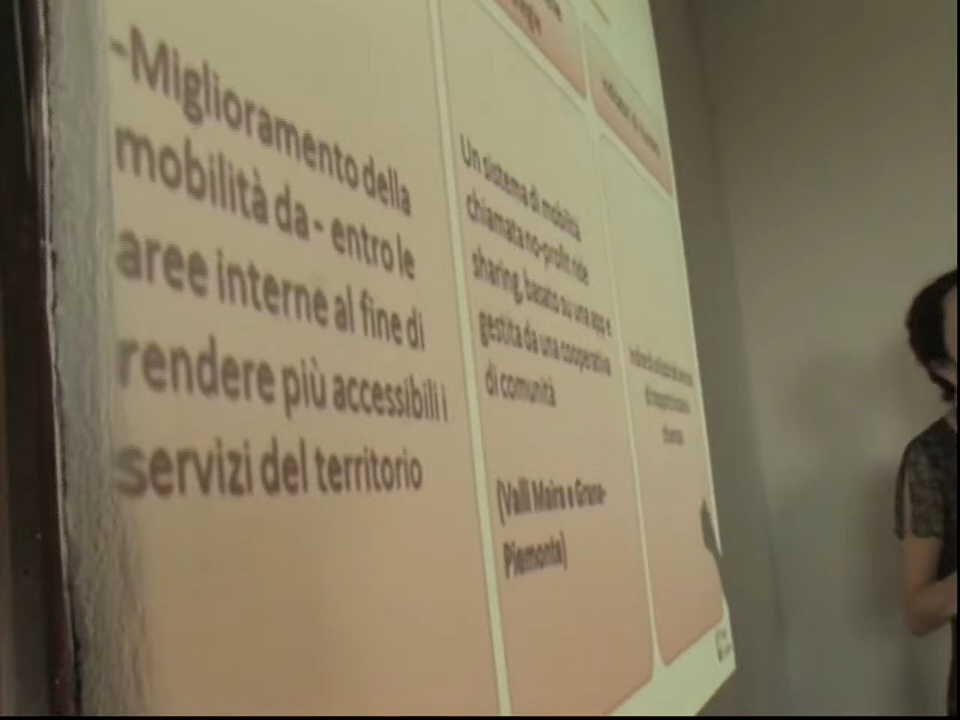 -Miglioramento della
mobilità da - entro le
aree interne al fine di
rendere più accessibili i
servizi del territorio
Un sistema di mobilità
chiamata no-profit ride
sharing, basato su una app e
gestita da una cooperativa
di comunità
(Valli Maira e Grana-
Piemonte)